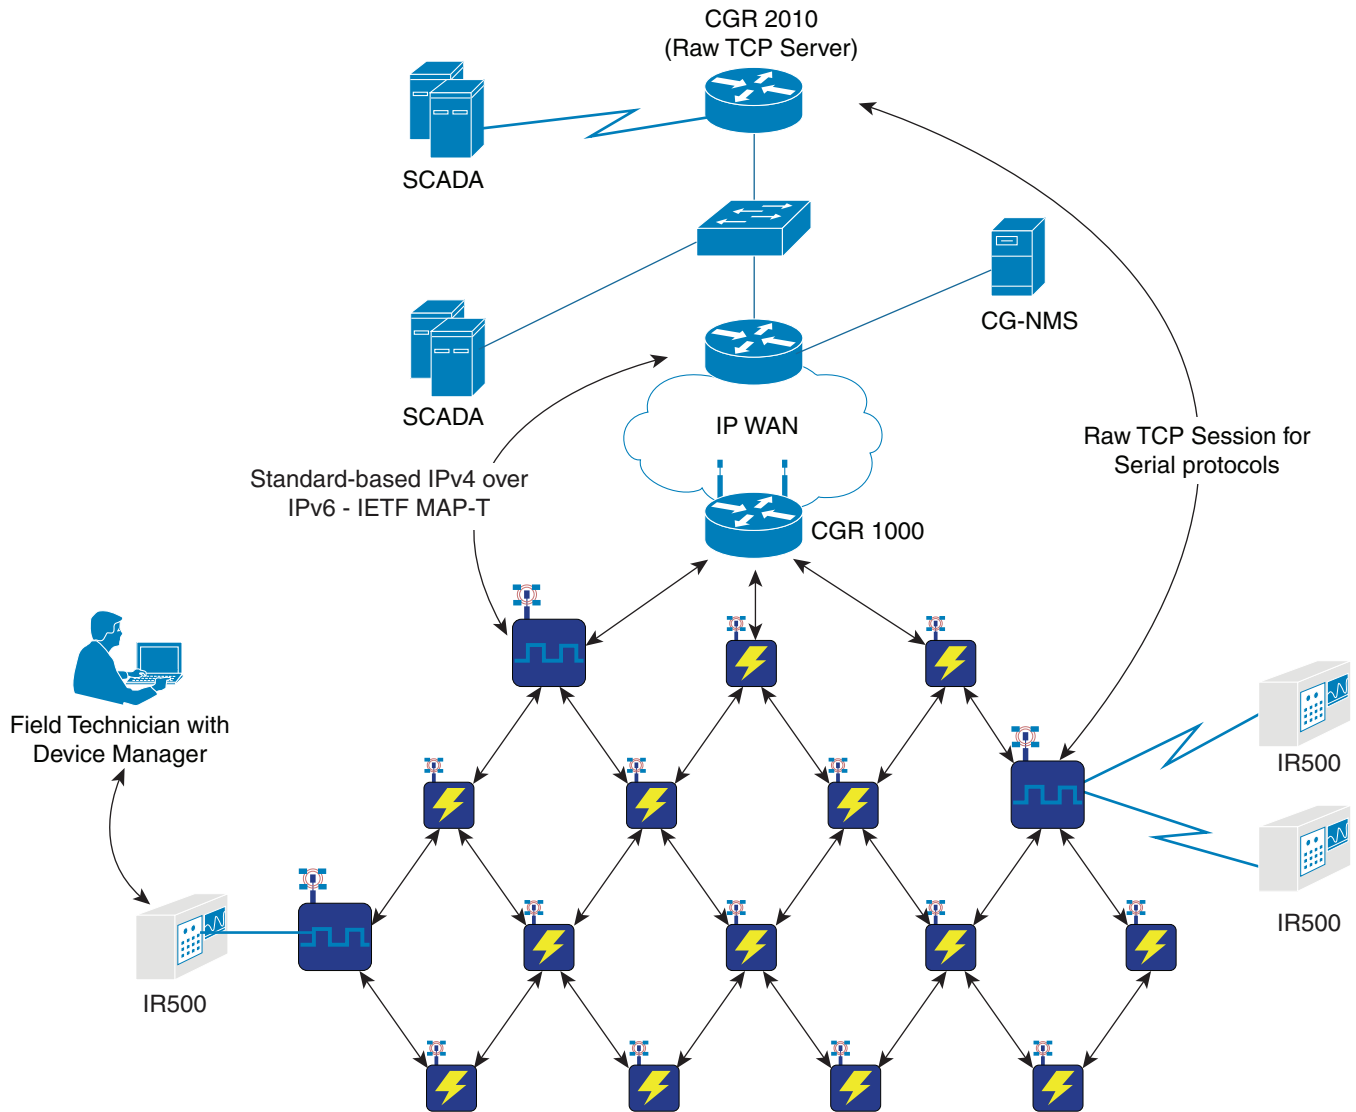 CGR 2010
(Raw TCP Server)
SCADA
CG-NMS
SCADA
IP WAN
Raw TCP Session for
Serial protocols
Standard-based IPv4 over
IPv6 - IETF MAP-T
CGR 1000
Field Technician with
Device Manager
IR500
IR500
IR500